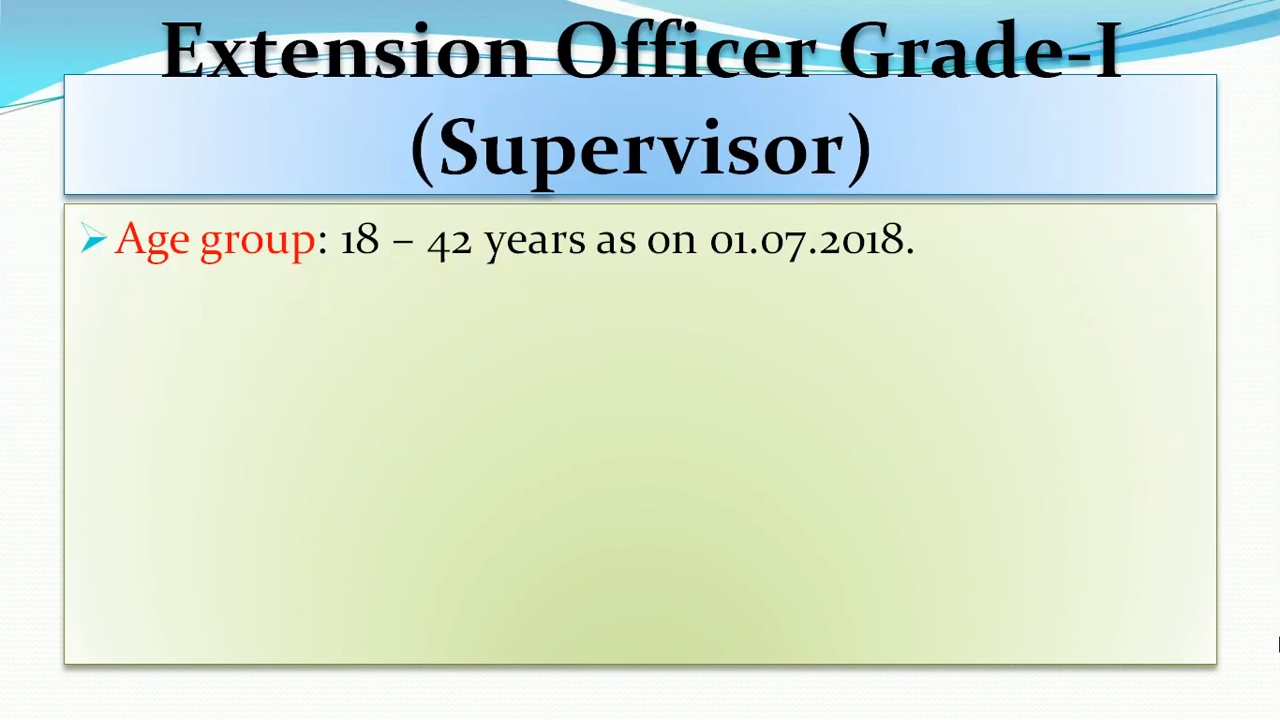 Extension Officer Grade-I
(Supervisor)
Age group: 18 – 42 years as on 01.07.2018.